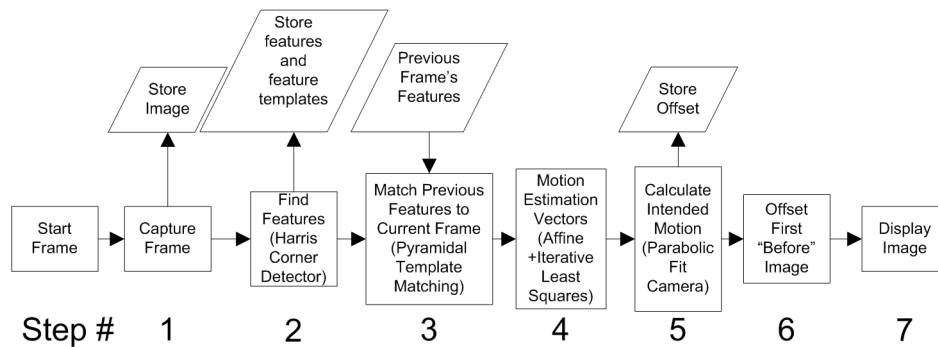 Store
Image
Store
features
and
feature
templates
Previous
Frame's
Features
Store
Offset
Start
Frame
Capture
Frame
Find
Features
(Harris
Corner
Detector)
Match Previous
Features to
Current Frame
(Pyramidal
Template
Matching)
Motion
Estimation
Vectors
(Affine
+Iterative
Least
Squares)
Calculate
Intended
Motion
(Parabolic
Fit
Camera)
Offset
First
“Before”
Image
Display
Image
Step # 1 2 3 4 5 6 7